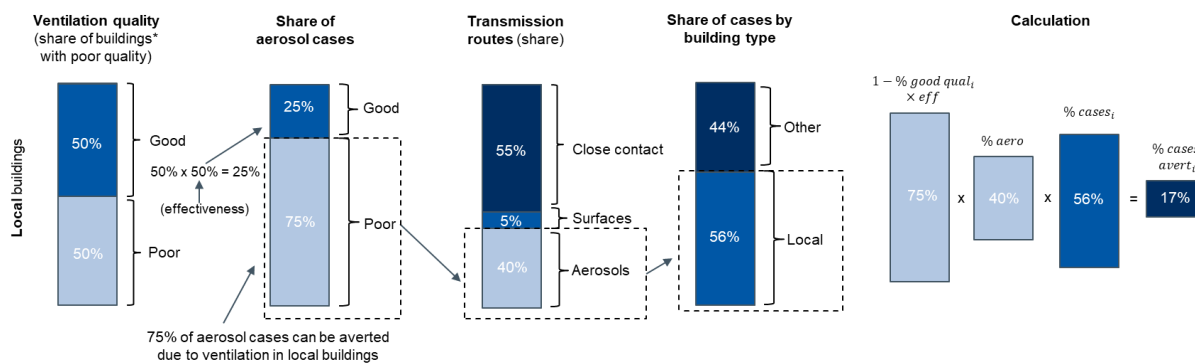 Ventilation quality
(share of buildings*
with poor quality)
Share of
aerosol cases
Transmission
routes (share)
Share of cases by
building type
Calculation
Local buildings
50%
Good
50%
Poor
50% x 50% = 25%
(effectiveness)
25%
Good
75%
Poor
75% of aerosol cases can be averted
due to ventilation in local buildings
55%
Close contact
5%
Surfaces
40%
Aerosols
44%
Other
56%
Local
1 − % good qualᵢ
× eff
75%
x
% aero
40%
x
% casesᵢ
56%
=
% cases
avertᵢ
17%